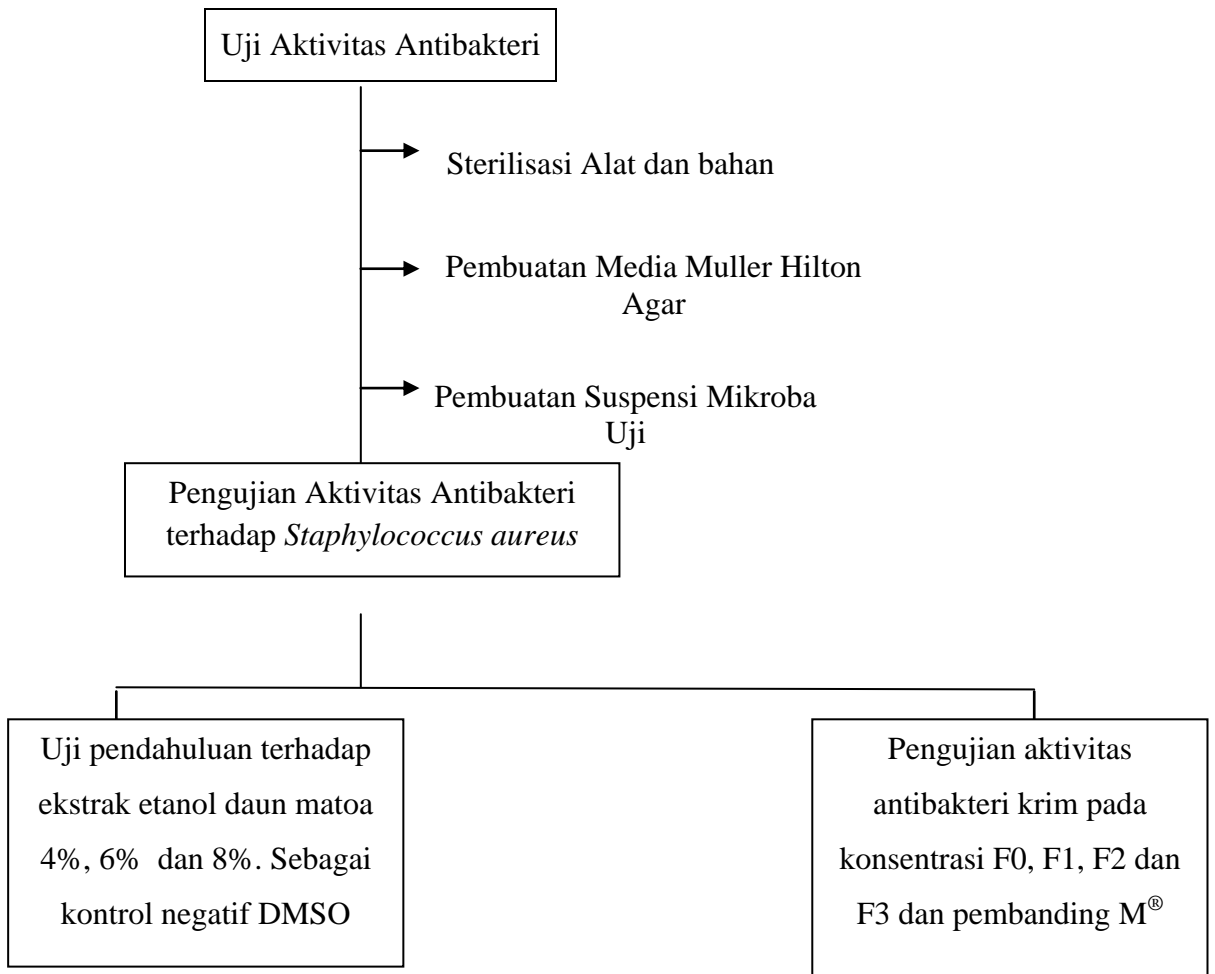 Uji Aktivitas Antibakteri
Sterilisasi Alat dan bahan
Pembuatan Media Muller Hilton
Agar
Pembuatan Suspensi Mikroba
Uji
Pengujian Aktivitas Antibakteri
terhadap Staphylococcus aureus
Uji pendahuluan terhadap
ekstrak etanol daun matoa
4%, 6% dan 8%. Sebagai
kontrol negatif DMSO
Pengujian aktivitas
antibakteri krim pada
konsentrasi F0, F1, F2 dan
F3 dan pembanding M®